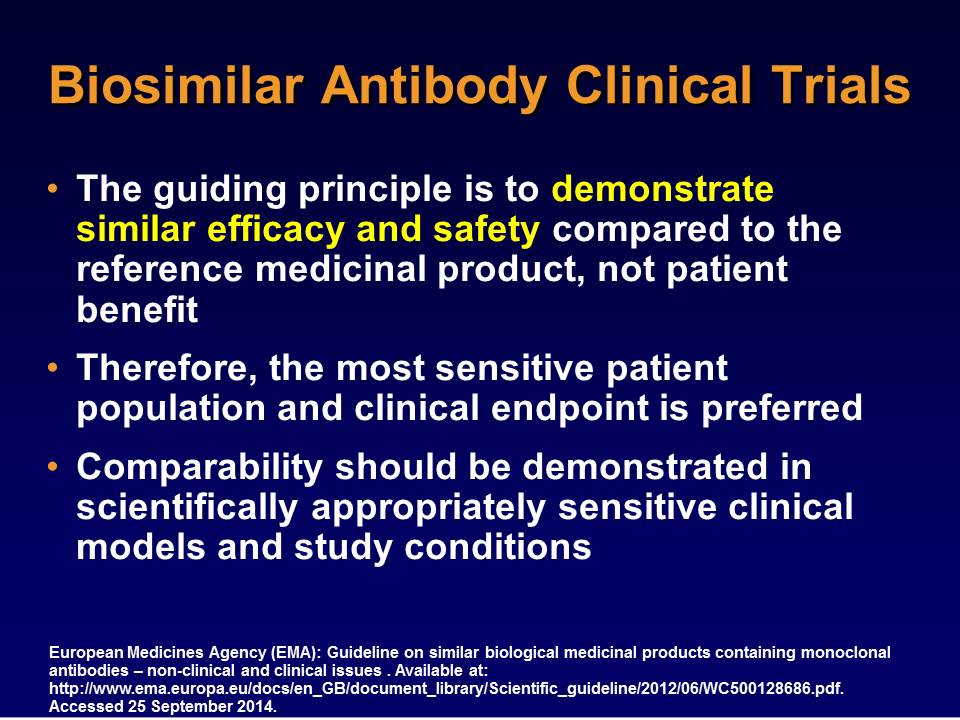 Biosimilar Antibody Clinical Trials
• The guiding principle is to demonstrate
similar efficacy and safety compared to the
reference medicinal product, not patient
benefit
• Therefore, the most sensitive patient
population and clinical endpoint is preferred
• Comparability should be demonstrated in
scientifically appropriately sensitive clinical
models and study conditions
European Medicines Agency (EMA): Guideline on similar biological medicinal products containing monoclonal
antibodies – non-clinical and clinical issues . Available at:
http://www.ema.europa.eu/docs/en_GB/document_library/Scientific_guideline/2012/06/WC500128686.pdf.
Accessed 25 September 2014.